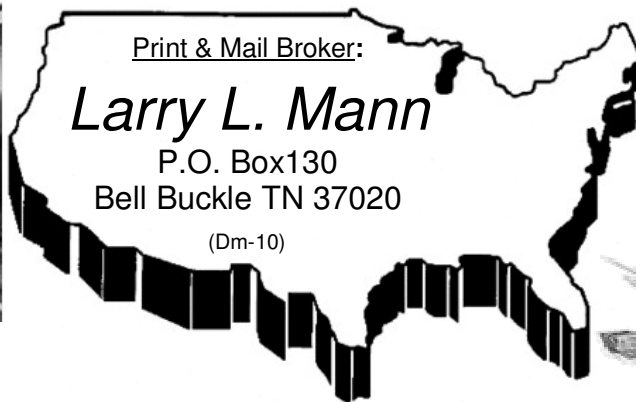 Print & Mail Broker:
Larry L. Mann
P.O. Box130
Bell Buckle TN 37020
(Dm-10)